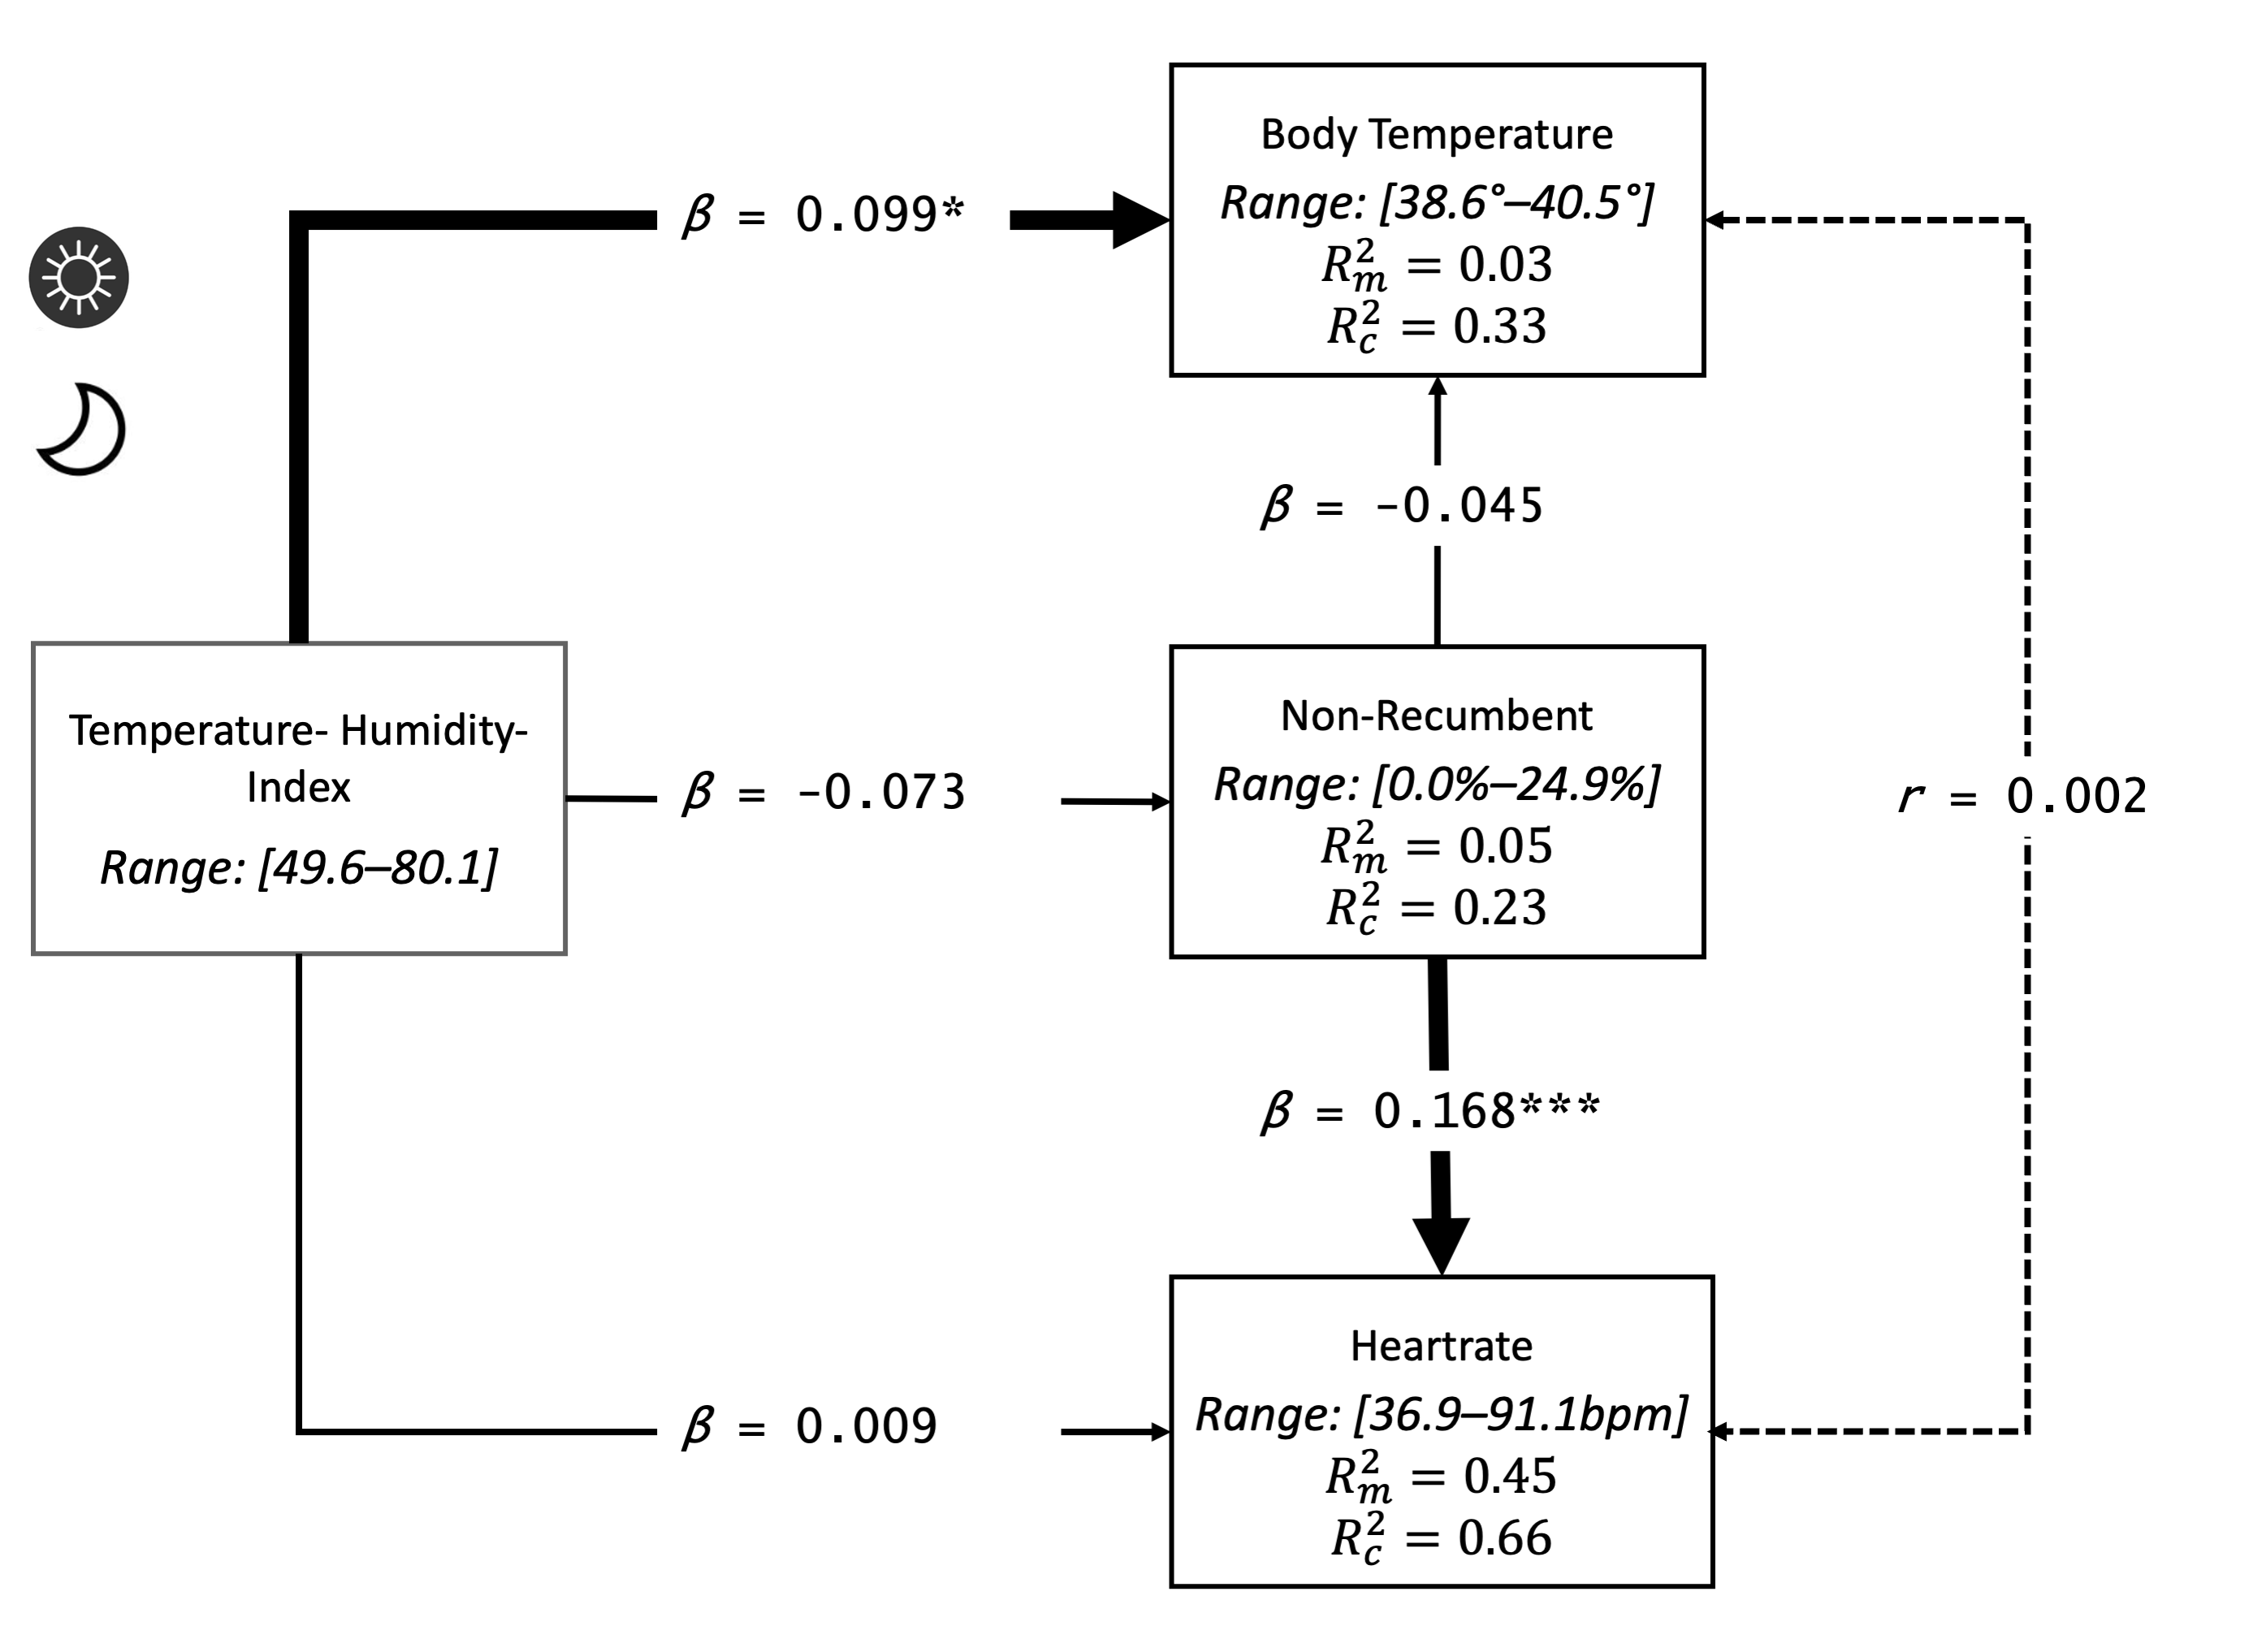 Body Temperature
Range: [38.6°–40.5°]
R²m = 0.03
R²c = 0.33
β = 0.099*
β = -0.045
Temperature- Humidity-
Index
Range: [49.6–80.1]
β = -0.073
Non-Recumbent
Range: [0.0%–24.9%]
R²m = 0.05
R²c = 0.23
r = 0.002
β = 0.168***
β = 0.009
Heartrate
Range: [36.9–91.1bpm]
R²m = 0.45
R²c = 0.66